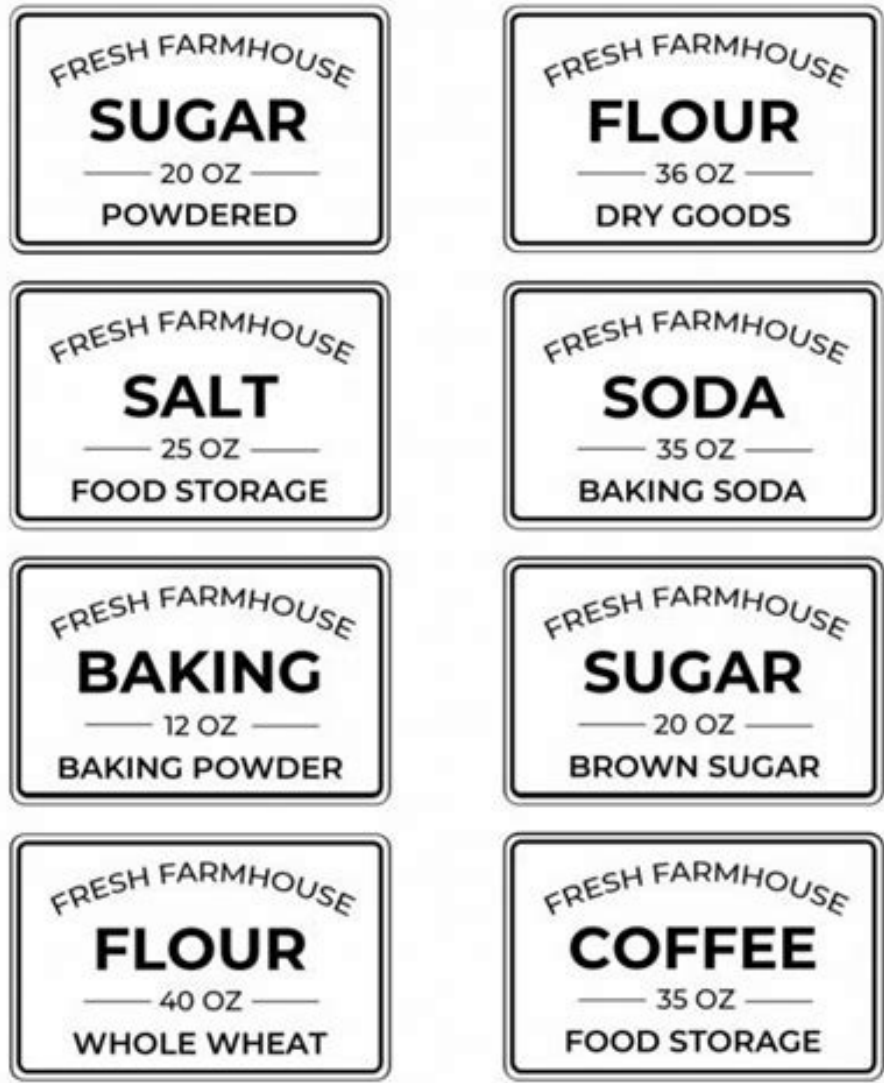 FRESH FARMHOUSE
SUGAR
20 OZ
POWDERED
FRESH FARMHOUSE
FLOUR
36 OZ
DRY GOODS
FRESH FARMHOUSE
SALT
25 OZ
FOOD STORAGE
FRESH FARMHOUSE
SODA
35 OZ
BAKING SODA
FRESH FARMHOUSE
BAKING
12 OZ
BAKING POWDER
FRESH FARMHOUSE
SUGAR
20 OZ
BROWN SUGAR
FRESH FARMHOUSE
FLOUR
40 OZ
WHOLE WHEAT
FRESH FARMHOUSE
COFFEE
35 OZ
FOOD STORAGE